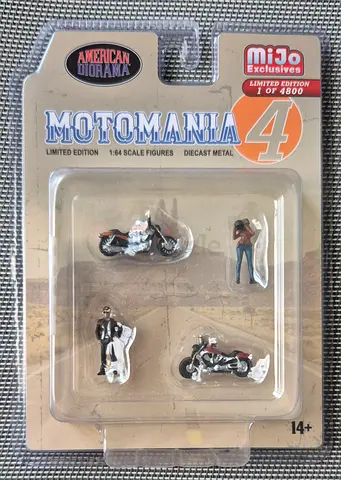 AMERICAN
DIORAMA
MiJo
Exclusives
LIMITED EDITION
1 OF 4800
MOTOMANIA 4
LIMITED EDITION 1:64 SCALE FIGURES DIECAST METAL
14+